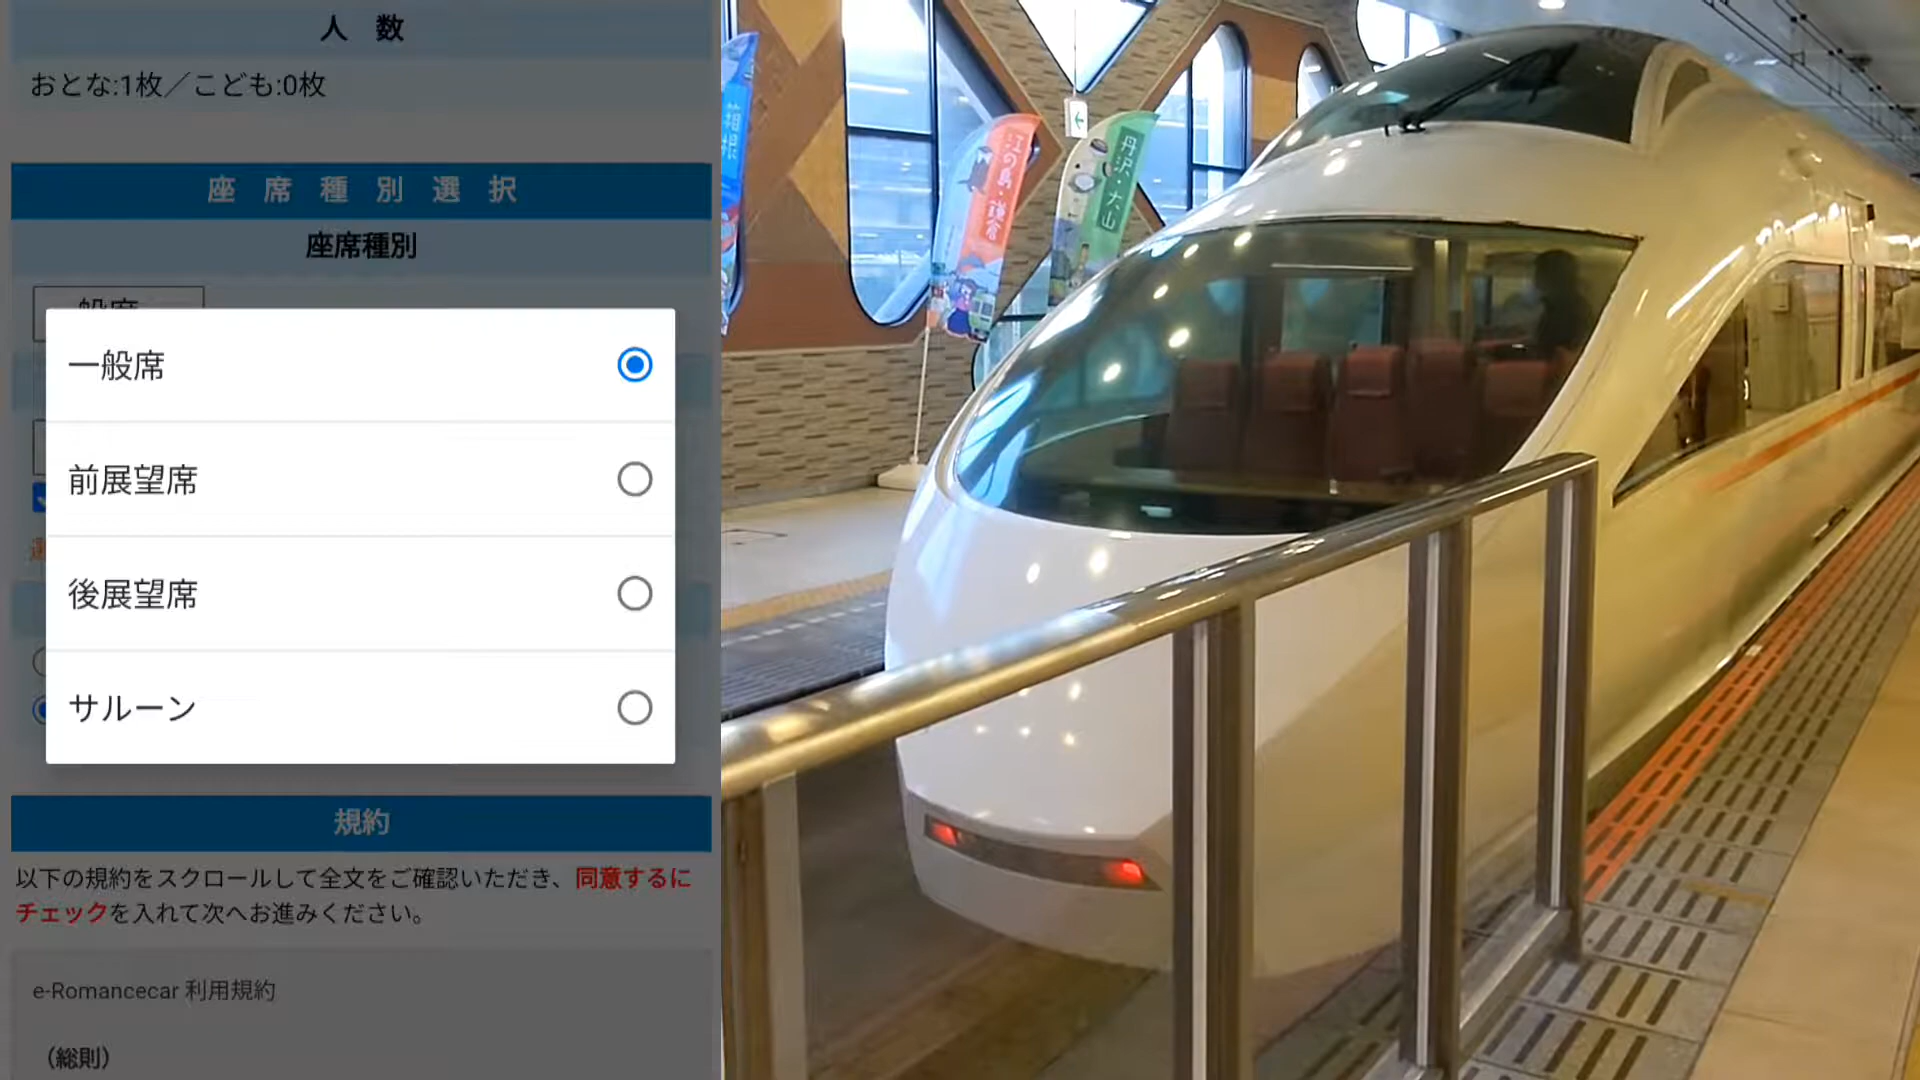 人 数
おとな:1枚／こども:0枚
座 席 種 別 選 択
座席種別
一般席
前展望席
後展望席
サルーン
規約
以下の規約をスクロールして全文をご確認いただき、同意するに
チェックを入れて次へお進みください。
e-Romancecar 利用規約
（総則）
箱根
江の島・鎌倉
丹沢・大山